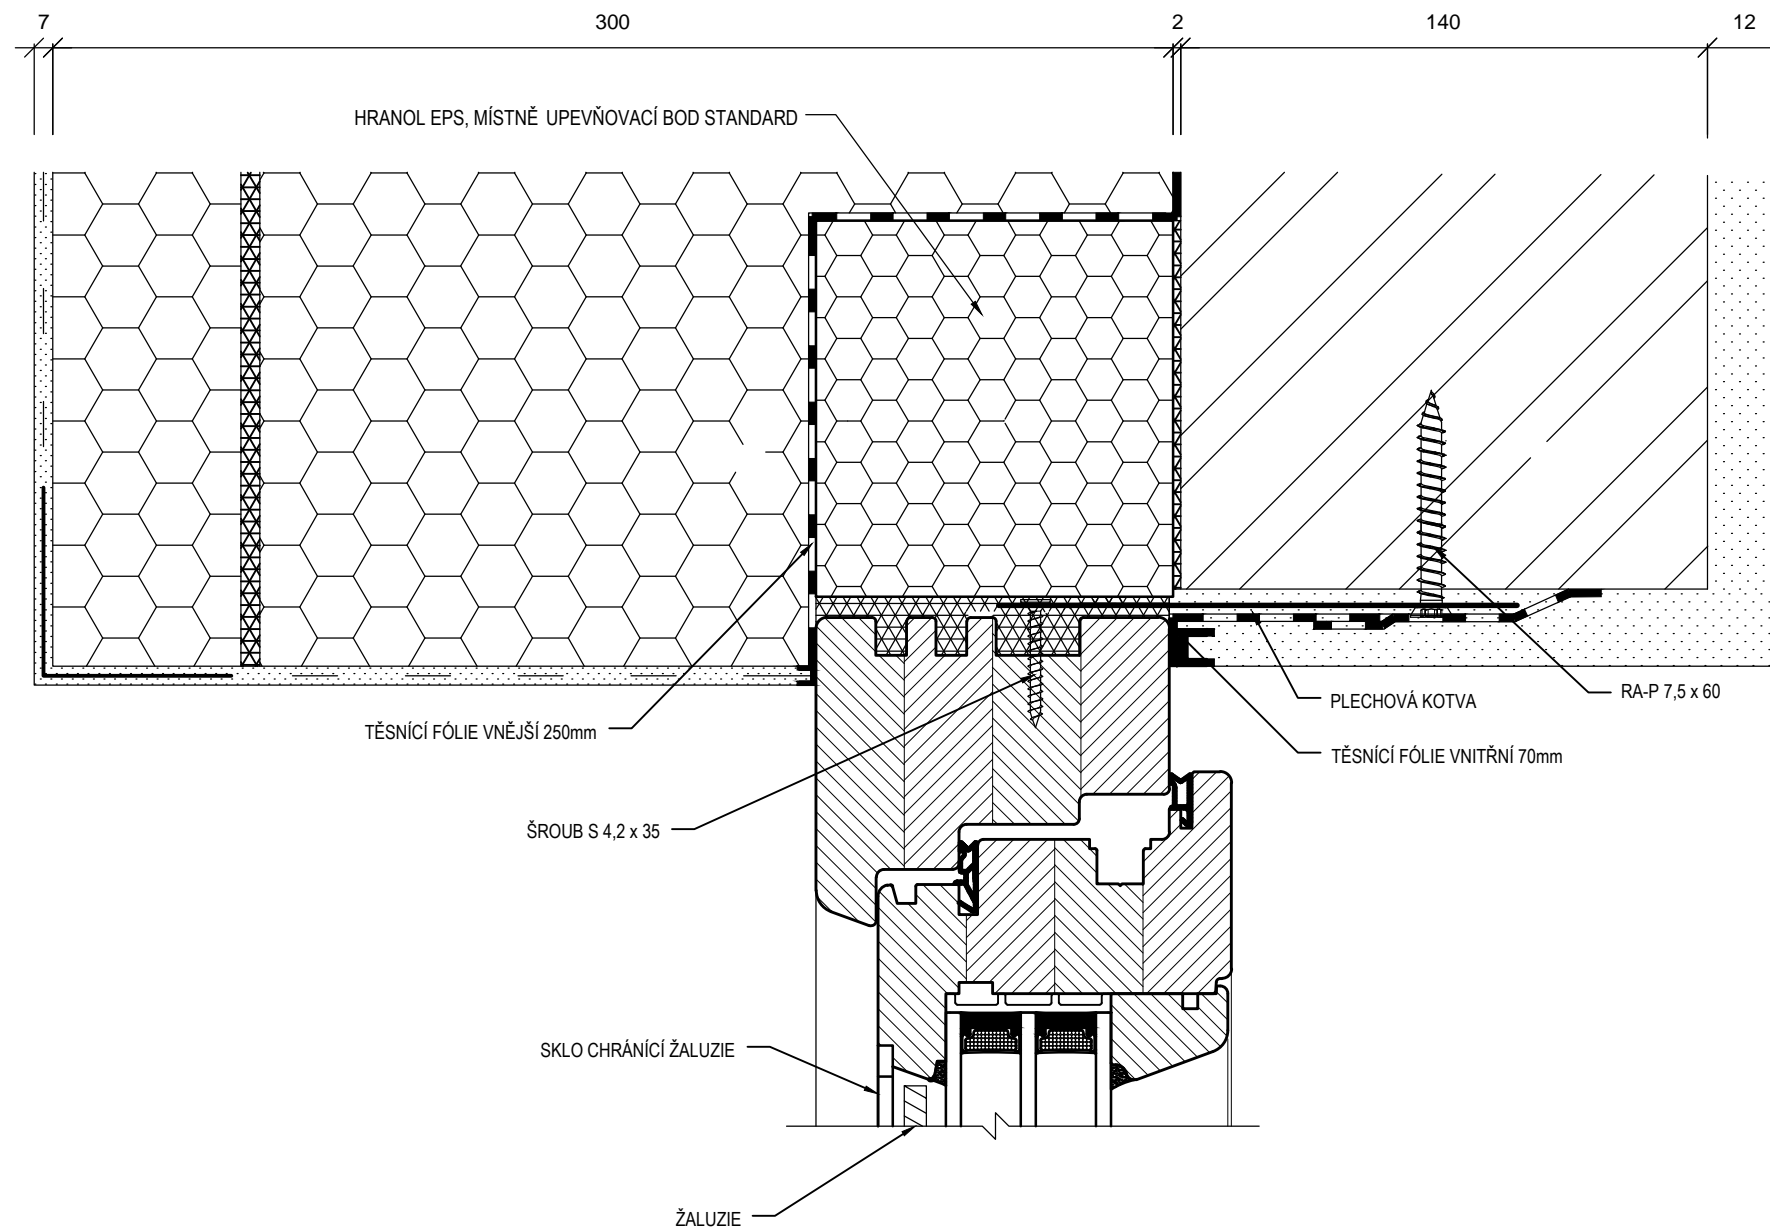 7 300 2 140 12
HRANOL EPS, MÍSTNĚ UPEVŇOVACÍ BOD STANDARD
RA-P 7,5 x 60
PLECHOVÁ KOTVA
TĚSNÍCÍ FÓLIE VNĚJŠÍ 250mm
TĚSNÍCÍ FÓLIE VNITŘNÍ 70mm
ŠROUB S 4,2 x 35
SKLO CHRÁNÍCÍ ŽALUZIE
ŽALUZIE